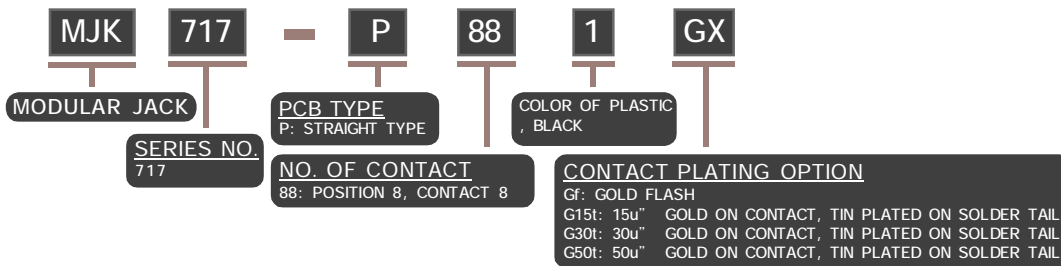 MJK 717 - P 88 1 GX
MODULAR JACK
SERIES NO.
717
PCB TYPE
P: STRAIGHT TYPE
NO. OF CONTACT
88: POSITION 8, CONTACT 8
COLOR OF PLASTIC
, BLACK
CONTACT PLATING OPTION
Gf: GOLD FLASH
G15t: 15u” GOLD ON CONTACT, TIN PLATED ON SOLDER TAIL
G30t: 30u” GOLD ON CONTACT, TIN PLATED ON SOLDER TAIL
G50t: 50u” GOLD ON CONTACT, TIN PLATED ON SOLDER TAIL